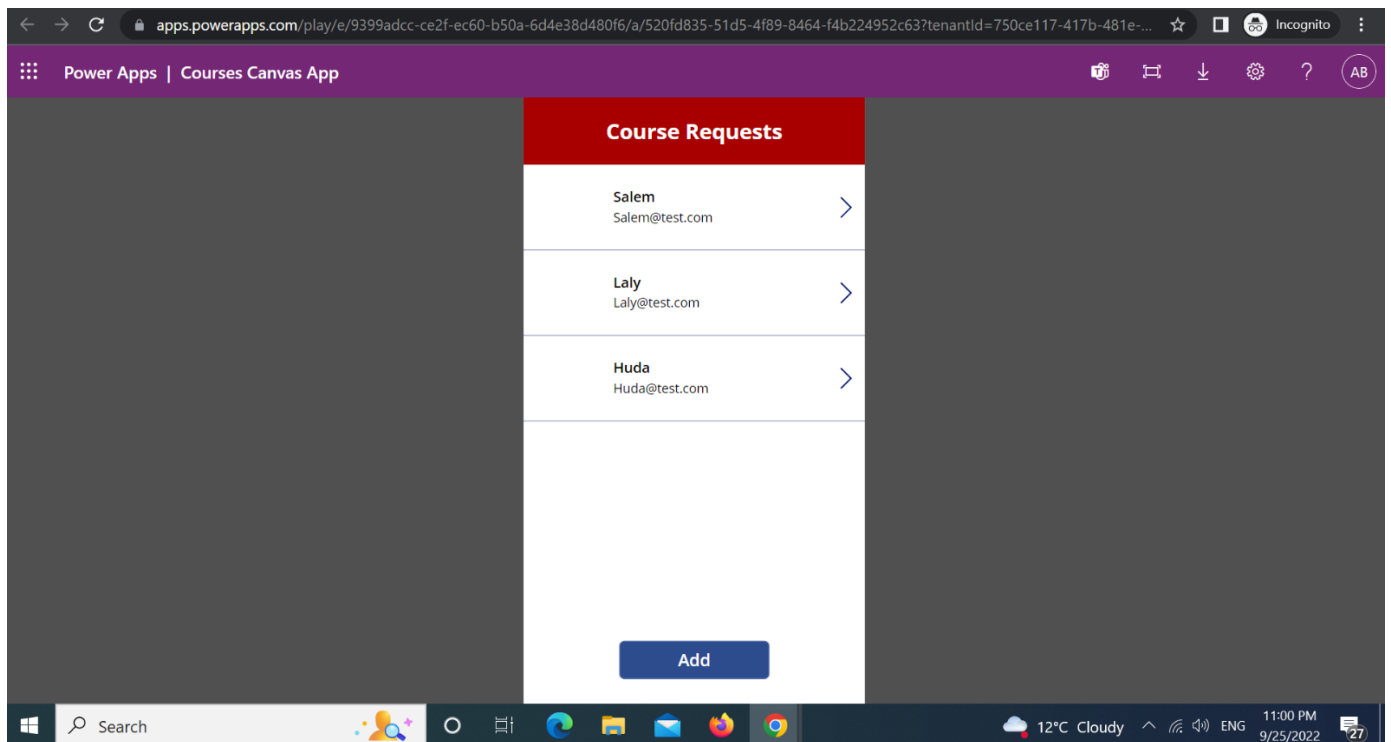 apps.powerapps.com/play/e/9399adcc-ce2f-ec60-b50a-6d4e38d480f6/a/520fd835-51d5-4f89-8464-f4b224952c63?tenantId=750ce117-417b-481e-... Incognito
Power Apps | Courses Canvas App ? AB
Course Requests
Salem
Salem@test.com
Laly
Laly@test.com
Huda
Huda@test.com
Add
Search
12°C Cloudy
ENG
11:00 PM
9/25/2022
27